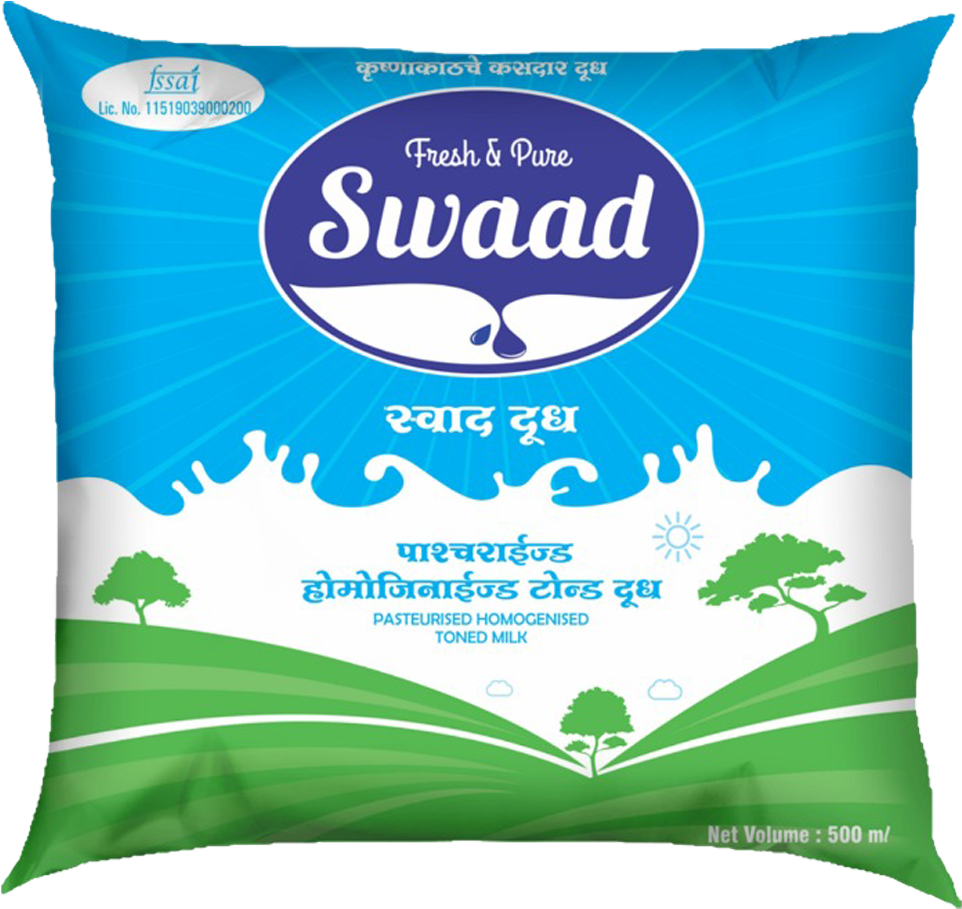 fssai
Lic. No. 11519039000200
कृष्णाकाठचे कसदार दूध
Fresh & Pure
Swaad
स्वाद दूध
पाश्चराईज्ड
होमोजिनाईज्ड टोन्ड दूध
PASTEURISED HOMOGENISED
TONED MILK
Net Volume : 500 ml